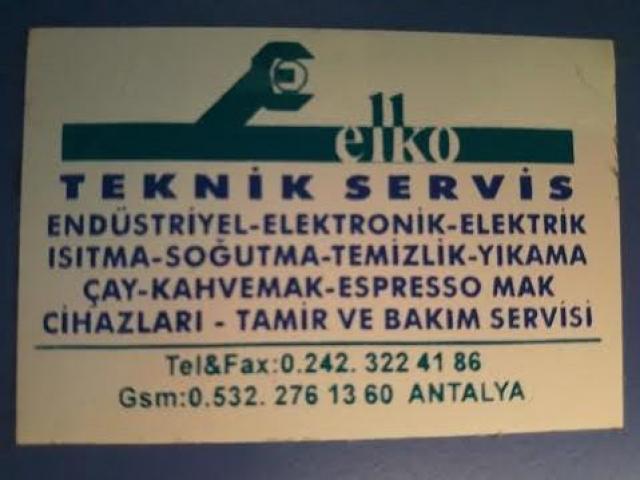 elko
TEKNİK SERVİS
ENDÜSTRİYEL-ELEKTRONİK-ELEKTRİK
ISITMA-SOĞUTMA-TEMİZLİK-YIKAMA
ÇAY-KAHVEMAK-ESPRESSO MAK
CİHAZLARI - TAMİR VE BAKIM SERVİSİ
Tel&Fax:0.242. 322 41 86
Gsm:0.532. 276 13 60 ANTALYA